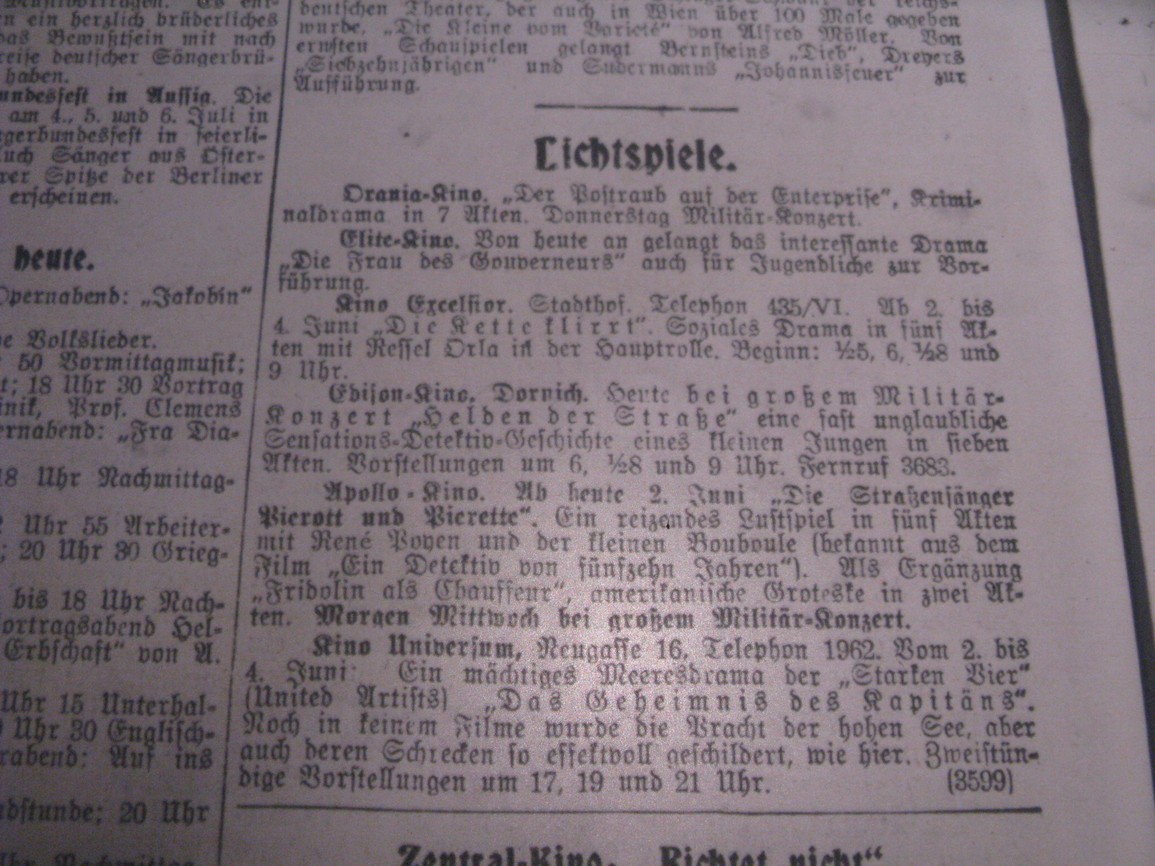 en ein herzlich brüderliches
das Bewußtsein mit nach
reise deutscher Sängerbrü-
haben.
undesfest in Aussig. Die
am 4., 5. und 6. Juli in
gerbundesfest in feierli-
auch Sänger aus Öster-
rer Spitze der Berliner
erscheinen.
heute.
Opernabend: „Jakobin“
e Volkslieder.
50 Vormittagmusik;
t; 18 Uhr 30 Vortrag
inik, Prof. Clemens
ernabend: „Fra Dia-
18 Uhr Nachmittag-
Uhr 55 Arbeiter-
; 20 Uhr 30 Grieg-
bis 18 Uhr Nach-
ortragsabend Hel-
Erbschaft“ von A.
Uhr 15 Unterhal-
Uhr 30 Englisch-
rabend: Auf ins
dstunde; 20 Uhr
Uhr Nachmittag-
deutschen Theater, der auch in Wien über 100 Male gegeben
wurde, „Die Kleine vom Varieté“ von Alfred Möller. Von
ernsten Schauspielen gelangt Bernsteins „Dieb“, Dreyers
„Siebzehnjährigen“ und Sudermanns „Johannisfeuer“ zur
Aufführung.
Lichtspiele.
Orania-Kino. „Der Postraub auf der Enterprise“, Krimi-
naldrama in 7 Akten. Donnerstag Militär-Konzert.
Elite-Kino. Von heute an gelangt das interessante Drama
„Die Frau des Gouverneurs“ auch für Jugendliche zur Vor-
führung.
Kino Excelsior. Stadthof. Telephon 435/VI. Ab 2. bis
4. Juni „Die Kette klirrt“. Soziales Drama in fünf Ak-
ten mit Ressel Orla in der Hauptrolle. Beginn: ½5, 6, ½8 und
9 Uhr.
Edison-Kino. Dornich. Heute bei großem Militär-
Konzert „Helden der Straße“ eine fast unglaubliche
Sensations-Detektiv-Geschichte eines kleinen Jungen in sieben
Akten. Vorstellungen um 6, ½8 und 9 Uhr. Fernruf 3683.
Apollo-Kino. Ab heute 2. Juni „Die Straßensänger
Pierott und Pierette“. Ein reizendes Lustspiel in fünf Akten
mit René Poyen und der kleinen Bouboule (bekannt aus dem
Film „Ein Detektiv von fünfzehn Jahren“). Als Ergänzung
„Fridolin als Chauffeur“, amerikanische Groteske in zwei Ak-
ten. Morgen Mittwoch bei großem Militär-Konzert.
Kino Universum, Neugasse 16, Telephon 1962. Vom 2. bis
4. Juni Ein mächtiges Meeresdrama der „Starken Vier“
(United Artists) „Das Geheimnis des Kapitäns“.
Noch in keinem Filme wurde die Pracht der hohen See, aber
auch deren Schrecken so effektvoll geschildert, wie hier. Zweistün-
dige Vorstellungen um 17, 19 und 21 Uhr. (3599)
Zentral-Kino. „Richtet nicht“